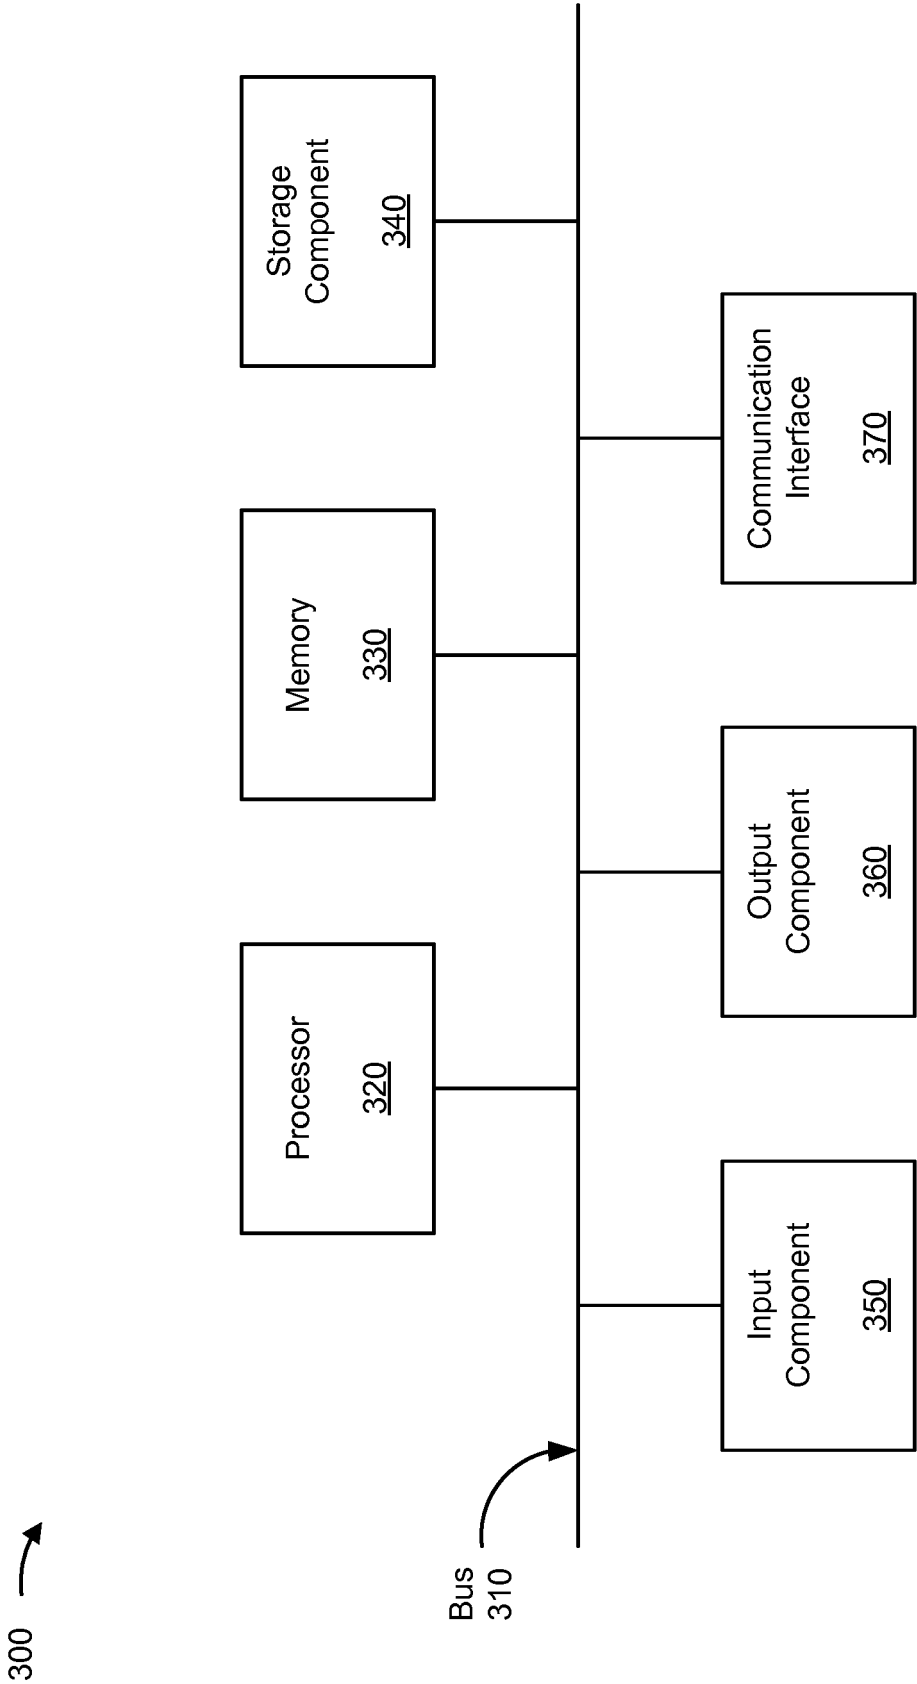 300
Processor
320
Memory
330
Storage
Component
340
Bus
310
Input
Component
350
Output
Component
360
Communication
Interface
370